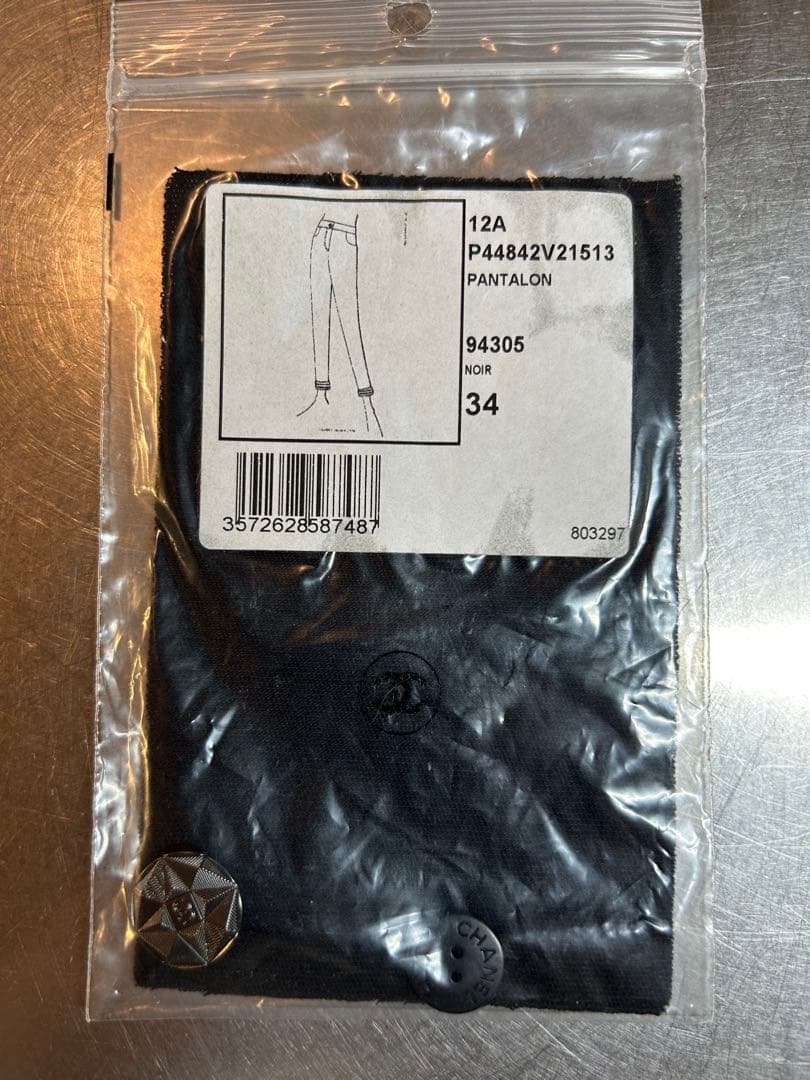 12A
P44842V21513
PANTALON
94305
NOIR
34
3572628587487
803297
CHANEL